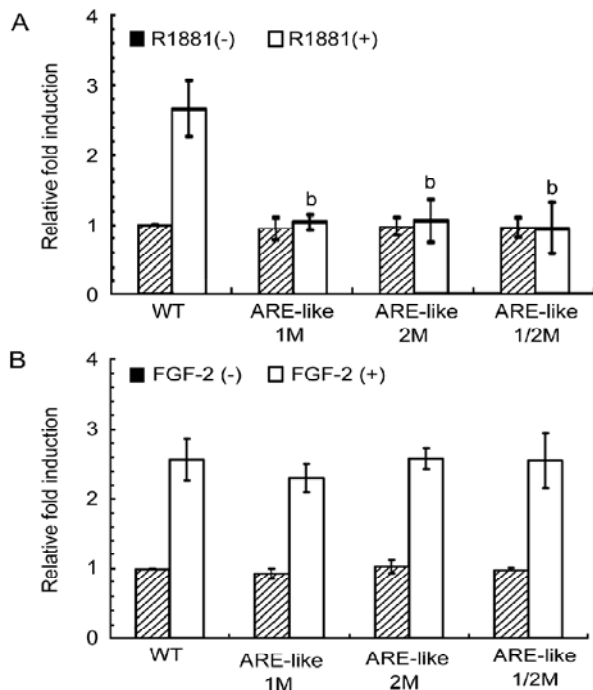 A
R1881(-) R1881(+)
Relative fold induction
4
3
2
1
0
b
b
b
WT
ARE-like 1M
ARE-like 2M
ARE-like 1/2M
B
FGF-2 (-) FGF-2 (+)
Relative fold induction
4
3
2
1
0
WT
ARE-like 1M
ARE-like 2M
ARE-like 1/2M